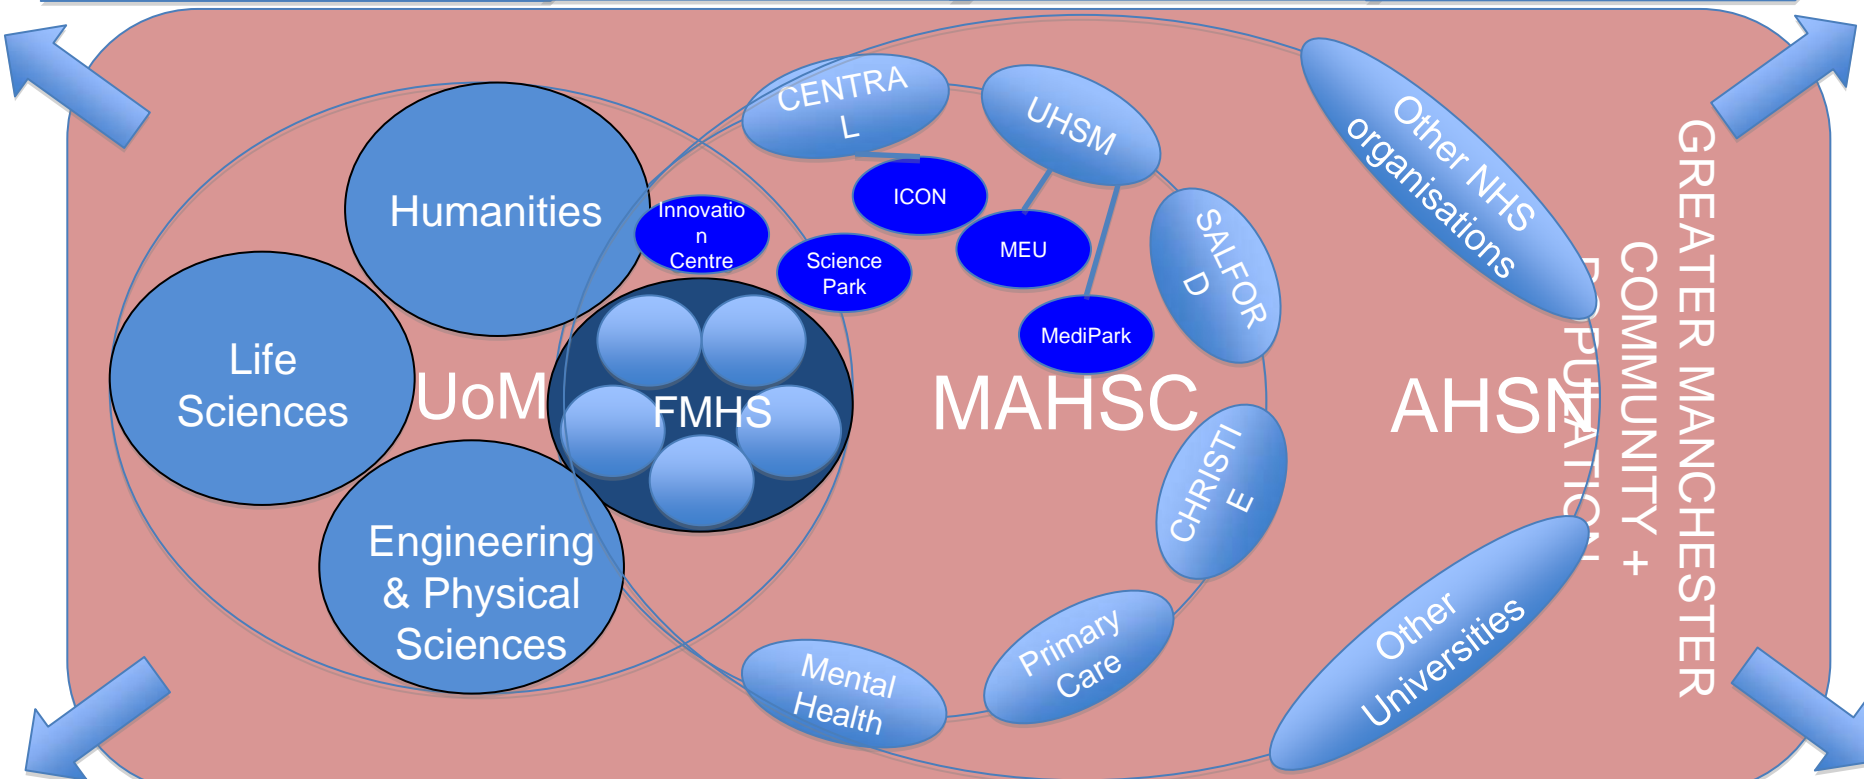 CENTRA
L
UHSM
Other NHS
organisations
Humanities
Innovatio
n
Centre
ICON
MEU
Science
Park
SALFOR
D
MediPark
Life
Sciences
UoM
FMHS
MAHSC
AHSN
GREATER MANCHESTER
COMMUNITY +
POPULATION
CHRISTI
E
Engineering
& Physical
Sciences
Mental
Health
Primary
Care
Other
Universities